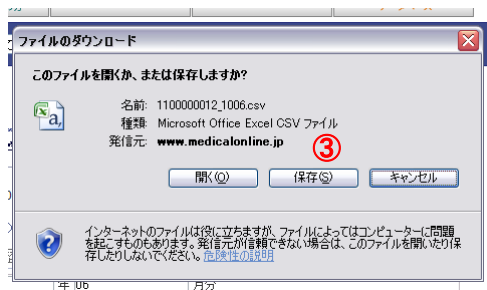 ファイルのダウンロード
このファイルを開くか、または保存しますか?
名前: 1100000012_1006.csv
種類: Microsoft Office Excel CSV ファイル
発信元: www.medicalonline.jp
③
開く(O) 保存(S) キャンセル
インターネットのファイルは役に立ちますが、ファイルによってはコンピューターに問題
を起こすものもあります。発信元が信頼できない場合は、このファイルを開いたり保
存したりしないでください。危険性の説明
年 06 月分